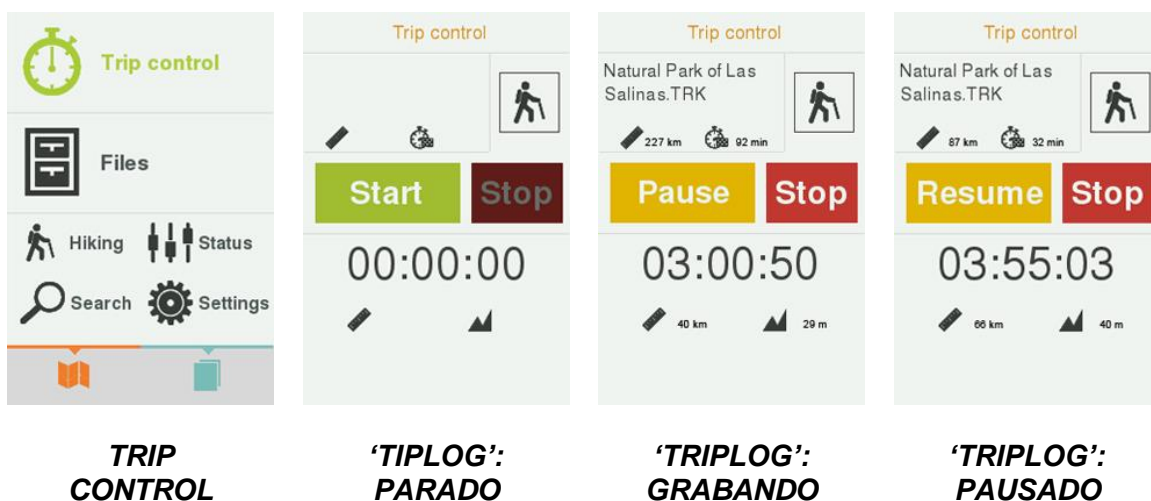 Trip control
Files
Hiking
Status
Search
Settings
TRIP
CONTROL
Trip control
Start
Stop
00:00:00
‘TIPLOG’:
PARADO
Trip control
Natural Park of Las
Salinas.TRK
227 km
92 min
Pause
Stop
03:00:50
40 km
29 m
‘TRIPLOG’:
GRABANDO
Trip control
Natural Park of Las
Salinas.TRK
87 km
32 min
Resume
Stop
03:55:03
66 km
40 m
‘TRIPLOG’:
PAUSADO